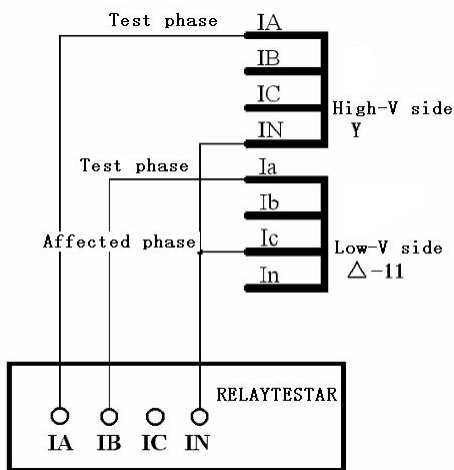 Test phase
IA
IB
IC
High-V side
IN
Y
Test phase
Ia
Ib
Affected phase
Ic
Low-V side
In
△-11
RELAYTESTAR
IA IB IC IN